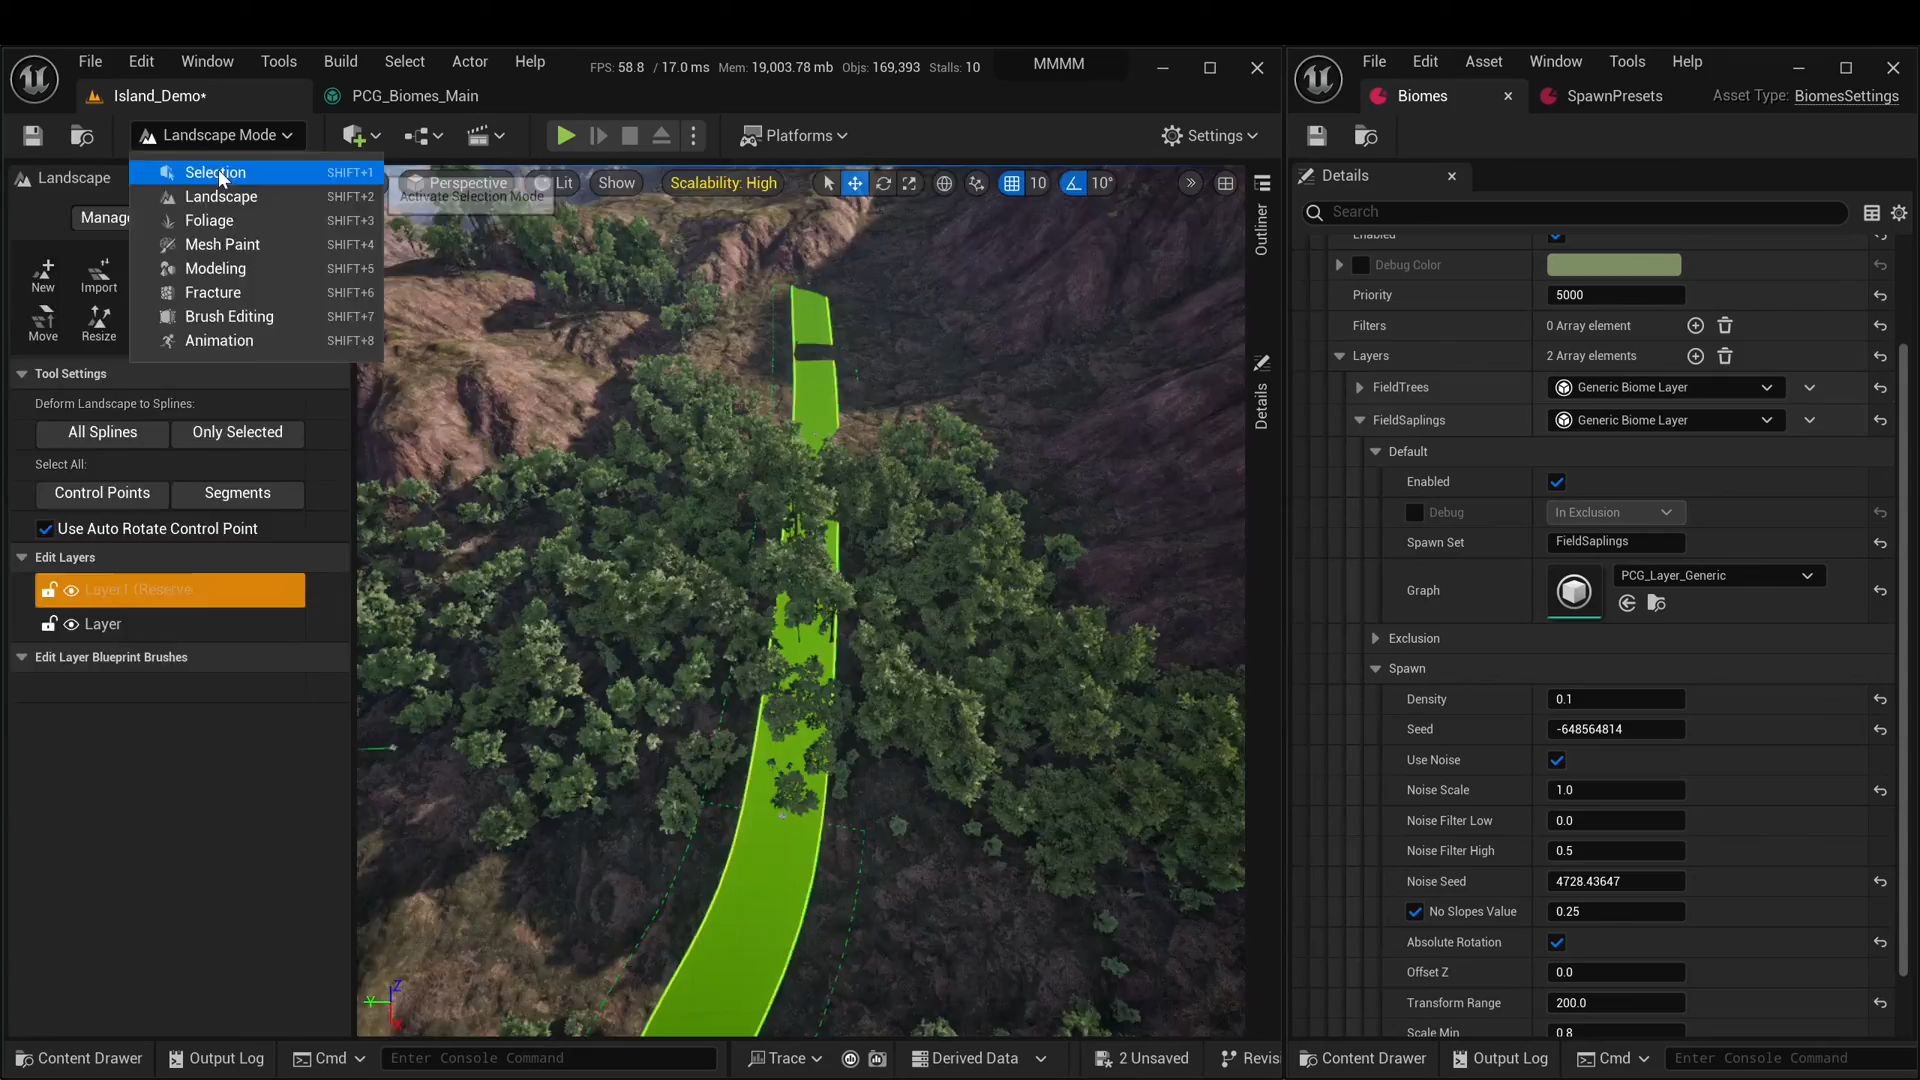 File Edit Window Tools Build Select Actor Help FPS: 58.8 / 17.0 ms Mem: 19,003.78 mb Objs: 169,393 Stalls: 10 MMMM
Island_Demo* PCG_Biomes_Main
Landscape Mode Platforms Settings
Selection SHIFT+1
Landscape SHIFT+2
Foliage SHIFT+3
Mesh Paint SHIFT+4
Modeling SHIFT+5
Fracture SHIFT+6
Brush Editing SHIFT+7
Animation SHIFT+8
Landscape
Manage
New Import
Move Resize
Perspective Lit Show Scalability: High 10 10°
Activate Selection Mode
Outliner
Details
Tool Settings
Deform Landscape to Splines:
All Splines Only Selected
Select All:
Control Points Segments
Use Auto Rotate Control Point
Edit Layers
Layer1 (Reserve
Layer
Edit Layer Blueprint Brushes
Z
Y
X
Content Drawer Output Log Cmd Enter Console Command Trace Derived Data 2 Unsaved Revisi
File Edit Asset Window Tools Help
Biomes SpawnPresets Asset Type: BiomesSettings
Details
Search
Enabled
Debug Color
Priority 5000
Filters 0 Array element
Layers 2 Array elements
FieldTrees Generic Biome Layer
FieldSaplings Generic Biome Layer
Default
Enabled
Debug In Exclusion
Spawn Set FieldSaplings
Graph PCG_Layer_Generic
Exclusion
Spawn
Density 0.1
Seed -648564814
Use Noise
Noise Scale 1.0
Noise Filter Low 0.0
Noise Filter High 0.5
Noise Seed 4728.43647
No Slopes Value 0.25
Absolute Rotation
Offset Z 0.0
Transform Range 200.0
Scale Min 0.8
Content Drawer Output Log Cmd Enter Console Command